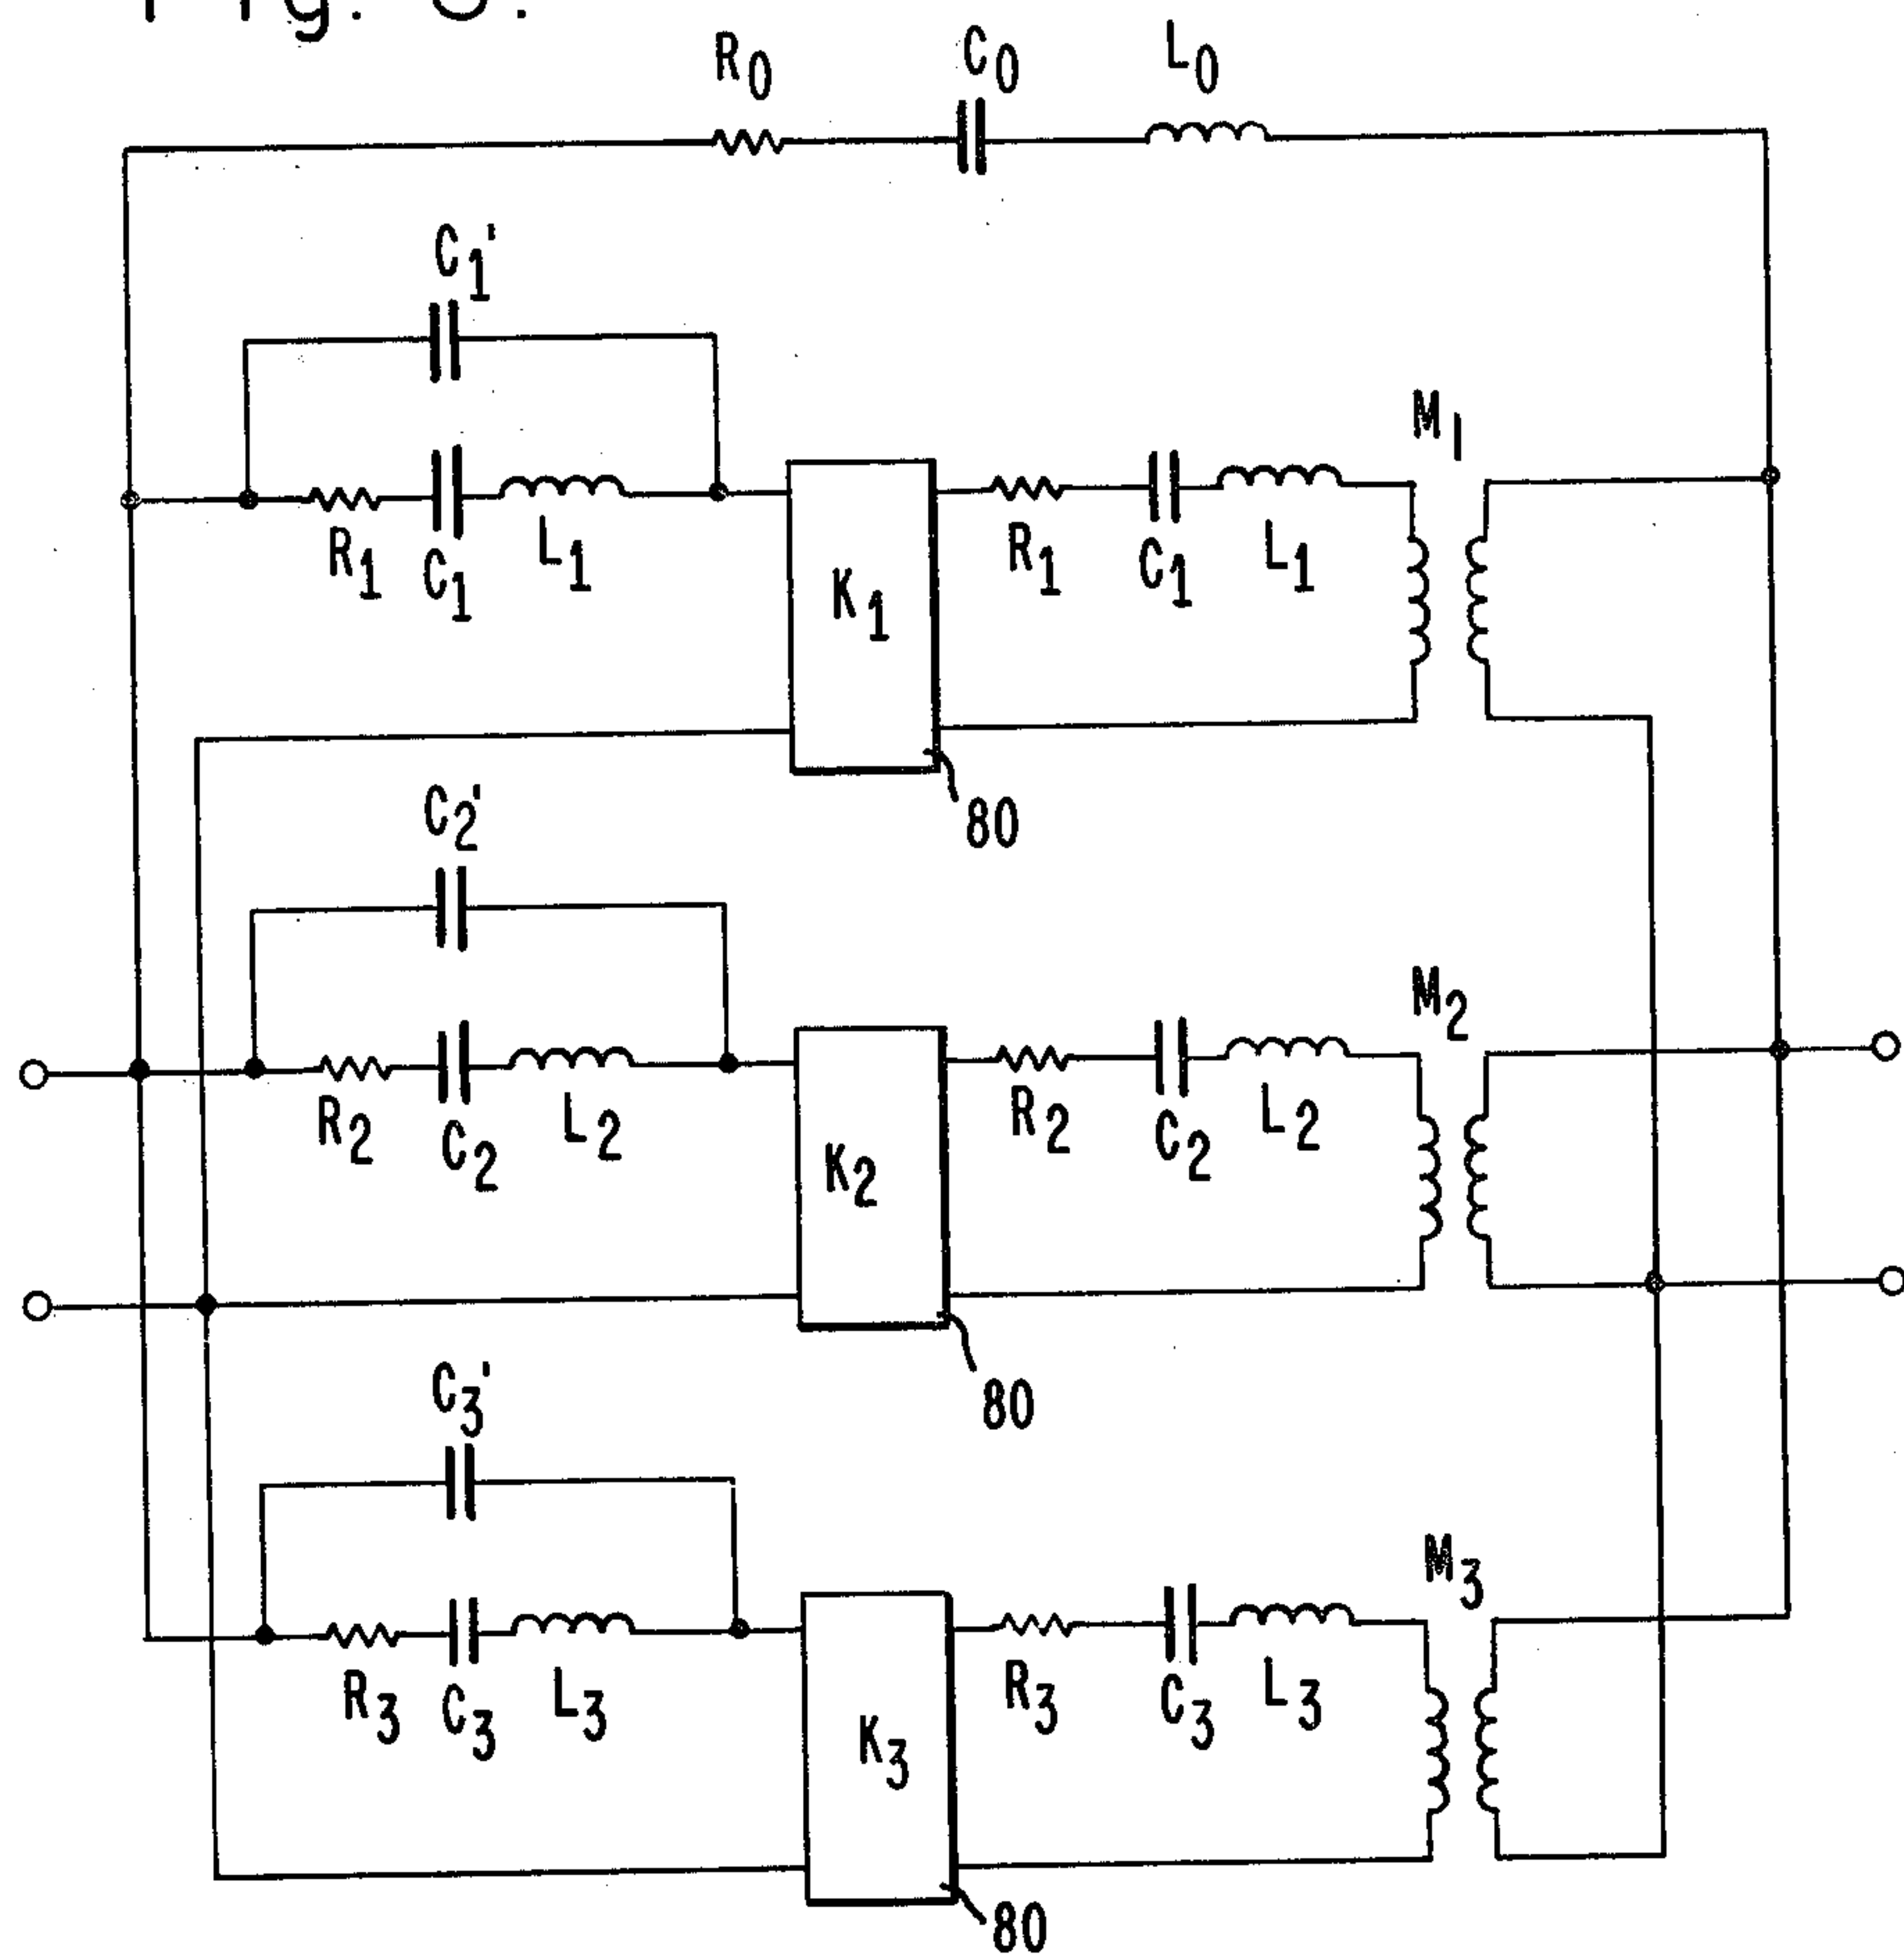 R0 C0 L0
C1'
M1
R1 C1 L1 K1 R1 C1 L1
80
C2'
M2
R2 C2 L2 K2 R2 C2 L2
80
C3'
M3
R3 C3 L3 K3 R3 C3 L3
80